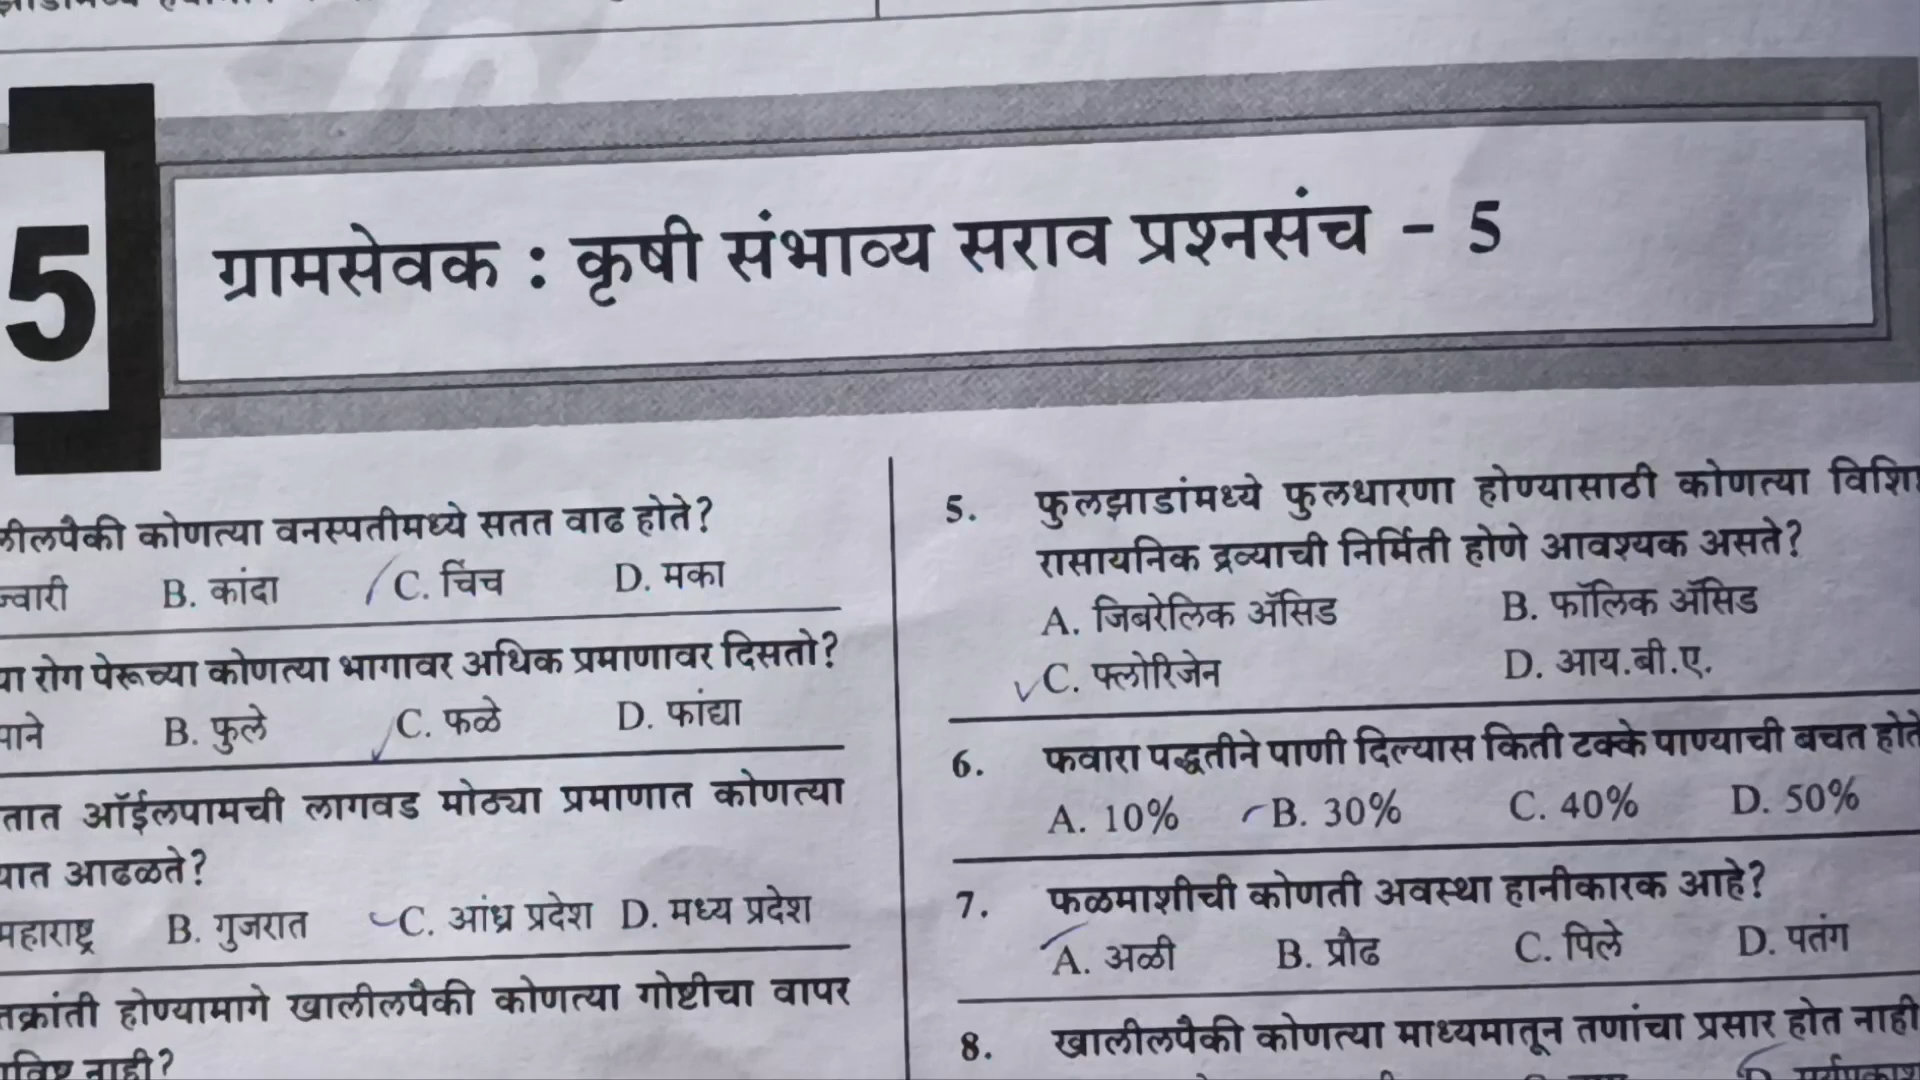 5
ग्रामसेवक : कृषी संभाव्य सराव प्रश्नसंच - 5
कोणत्या वनस्पतीमध्ये सतत वाढ होते?
B. कांदा C. चिंच D. मका
रोग पेरूच्या कोणत्या भागावर अधिक प्रमाणावर दिसतो?
B. फुले C. फळे D. फांद्या
ऑईलपामची लागवड मोठ्या प्रमाणात कोणत्या
आढळते?
महाराष्ट्र B. गुजरात C. आंध्र प्रदेश D. मध्य प्रदेश
होण्यामागे खालीलपैकी कोणत्या गोष्टीचा वापर
नाही?
5. फुलझाडांमध्ये फुलधारणा होण्यासाठी कोणत्या
रासायनिक द्रव्याची निर्मिती होणे आवश्यक असते?
A. जिबरेलिक ॲसिड B. फॉलिक ॲसिड
C. फ्लोरिजेन D. आय.बी.ए.
6. फवारा पद्धतीने पाणी दिल्यास किती टक्के पाण्याची बचत होते
A. 10% B. 30% C. 40% D. 50%
7. फळमाशीची कोणती अवस्था हानीकारक आहे?
A. अळी B. प्रौढ C. पिले D. पतंग
8. खालीलपैकी कोणत्या माध्यमातून तणांचा प्रसार होत नाही